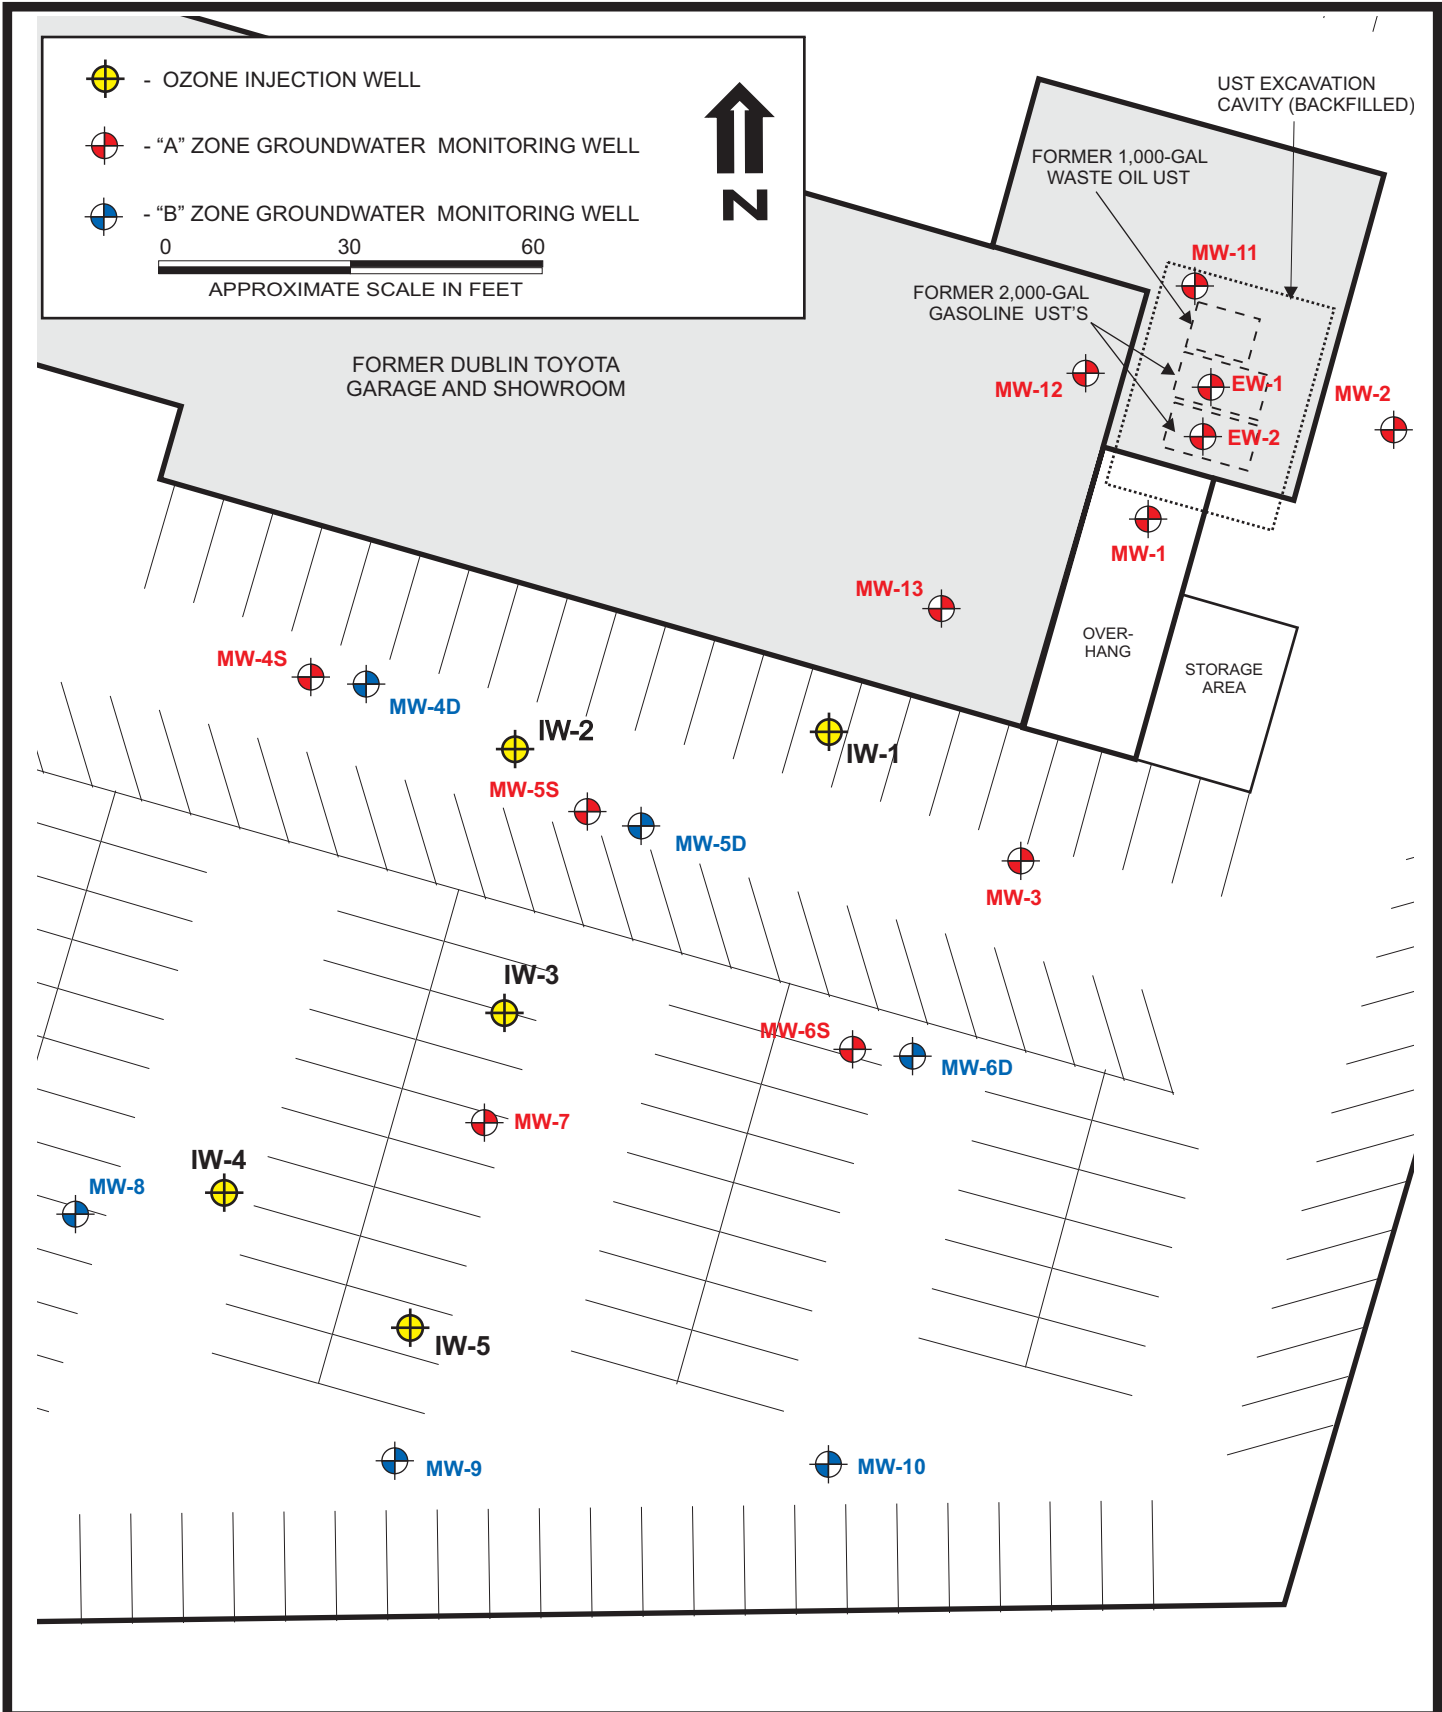 - OZONE INJECTION WELL
- “A” ZONE GROUNDWATER MONITORING WELL
- “B” ZONE GROUNDWATER MONITORING WELL
0 30 60
APPROXIMATE SCALE IN FEET
N
UST EXCAVATION
CAVITY (BACKFILLED)
FORMER 1,000-GAL
WASTE OIL UST
MW-11
FORMER 2,000-GAL
GASOLINE UST'S
FORMER DUBLIN TOYOTA
GARAGE AND SHOWROOM
MW-12
EW-1
MW-2
EW-2
MW-1
MW-13
OVER-
HANG
STORAGE
AREA
MW-4S
MW-4D
IW-2
IW-1
MW-5S
MW-5D
MW-3
IW-3
MW-6S
MW-6D
MW-7
IW-4
MW-8
IW-5
MW-9
MW-10